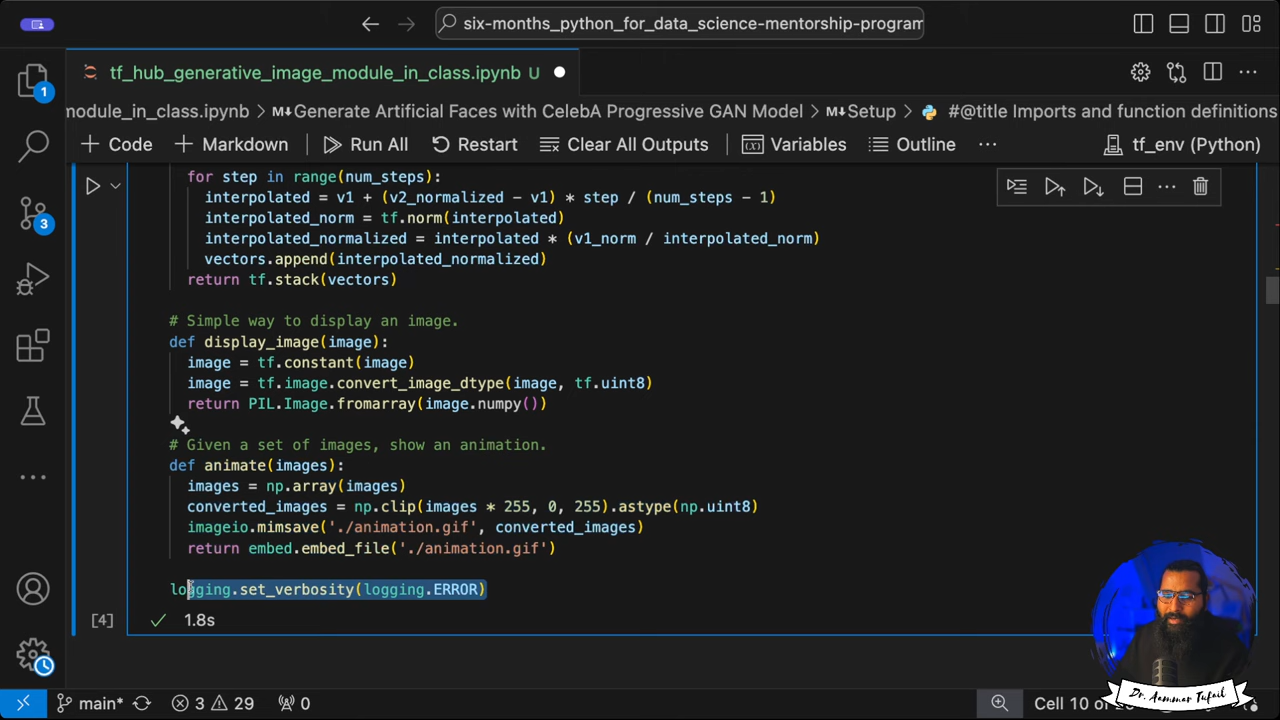 six-months_python_for_data_science-mentorship-program
tf_hub_generative_image_module_in_class.ipynb U
module_in_class.ipynb > M↓Generate Artificial Faces with CelebA Progressive GAN Model > M↓Setup > #@title Imports and function definitions
+ Code + Markdown Run All Restart Clear All Outputs Variables Outline ··· tf_env (Python)
for step in range(num_steps):
interpolated = v1 + (v2_normalized - v1) * step / (num_steps - 1)
interpolated_norm = tf.norm(interpolated)
interpolated_normalized = interpolated * (v1_norm / interpolated_norm)
vectors.append(interpolated_normalized)
return tf.stack(vectors)
# Simple way to display an image.
def display_image(image):
image = tf.constant(image)
image = tf.image.convert_image_dtype(image, tf.uint8)
return PIL.Image.fromarray(image.numpy())
# Given a set of images, show an animation.
def animate(images):
images = np.array(images)
converted_images = np.clip(images * 255, 0, 255).astype(np.uint8)
imageio.mimsave('./animation.gif', converted_images)
return embed.embed_file('./animation.gif')
logging.set_verbosity(logging.ERROR)
[4] ✓ 1.8s
1
3
Dr. Aammar Tufail
main* 3 29 0 Cell 10 of